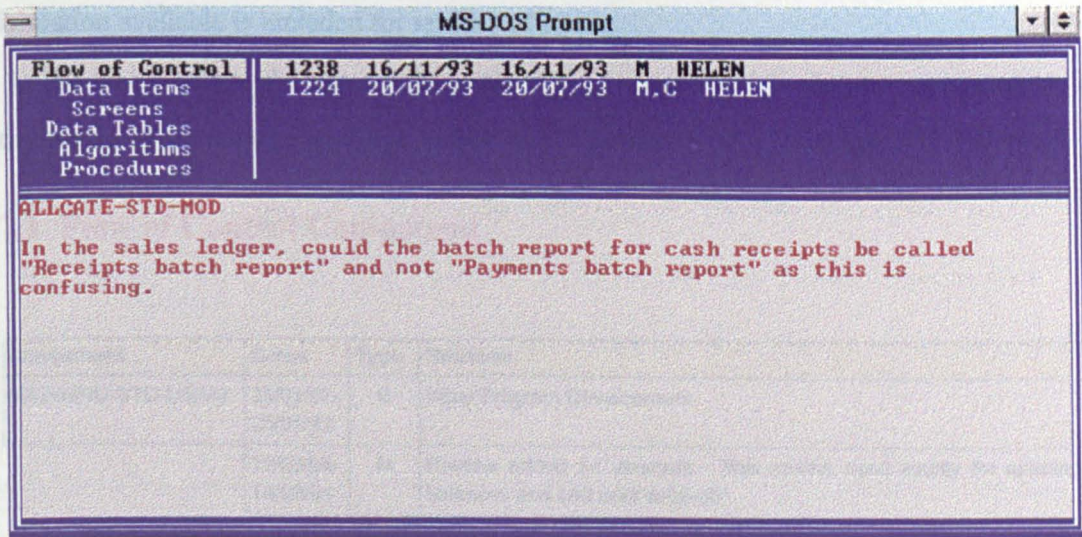 MS-DOS Prompt
Flow of Control 1238 16/11/93 16/11/93 M HELEN
Data Items 1224 20/07/93 20/07/93 M,C HELEN
Screens
Data Tables
Algorithms
Procedures
ALLCATE-STD-MOD
In the sales ledger, could the batch report for cash receipts be called
"Receipts batch report" and not "Payments batch report" as this is
confusing.